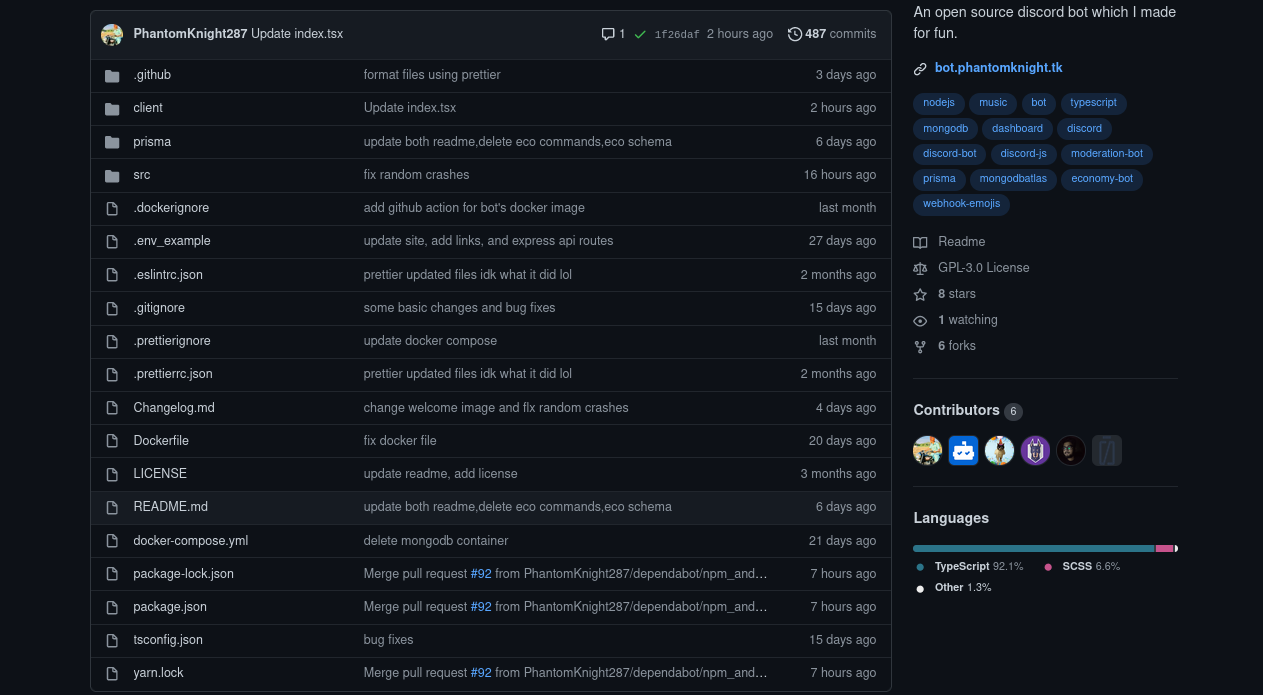 PhantomKnight287 Update index.tsx 1 1f26daf 2 hours ago 487 commits
.github format files using prettier 3 days ago
client Update index.tsx 2 hours ago
prisma update both readme,delete eco commands,eco schema 6 days ago
src fix random crashes 16 hours ago
.dockerignore add github action for bot's docker image last month
.env_example update site, add links, and express api routes 27 days ago
.eslintrc.json prettier updated files idk what it did lol 2 months ago
.gitignore some basic changes and bug fixes 15 days ago
.prettierignore update docker compose last month
.prettierrc.json prettier updated files idk what it did lol 2 months ago
Changelog.md change welcome image and flx random crashes 4 days ago
Dockerfile fix docker file 20 days ago
LICENSE update readme, add license 3 months ago
README.md update both readme,delete eco commands,eco schema 6 days ago
docker-compose.yml delete mongodb container 21 days ago
package-lock.json Merge pull request #92 from PhantomKnight287/dependabot/npm_and… 7 hours ago
package.json Merge pull request #92 from PhantomKnight287/dependabot/npm_and… 7 hours ago
tsconfig.json bug fixes 15 days ago
yarn.lock Merge pull request #92 from PhantomKnight287/dependabot/npm_and… 7 hours ago
An open source discord bot which I made
for fun.
bot.phantomknight.tk
nodejs music bot typescript
mongodb dashboard discord
discord-bot discord-js moderation-bot
prisma mongodbatlas economy-bot
webhook-emojis
Readme
GPL-3.0 License
8 stars
1 watching
6 forks
Contributors 6
Languages
TypeScript 92.1% SCSS 6.6%
Other 1.3%